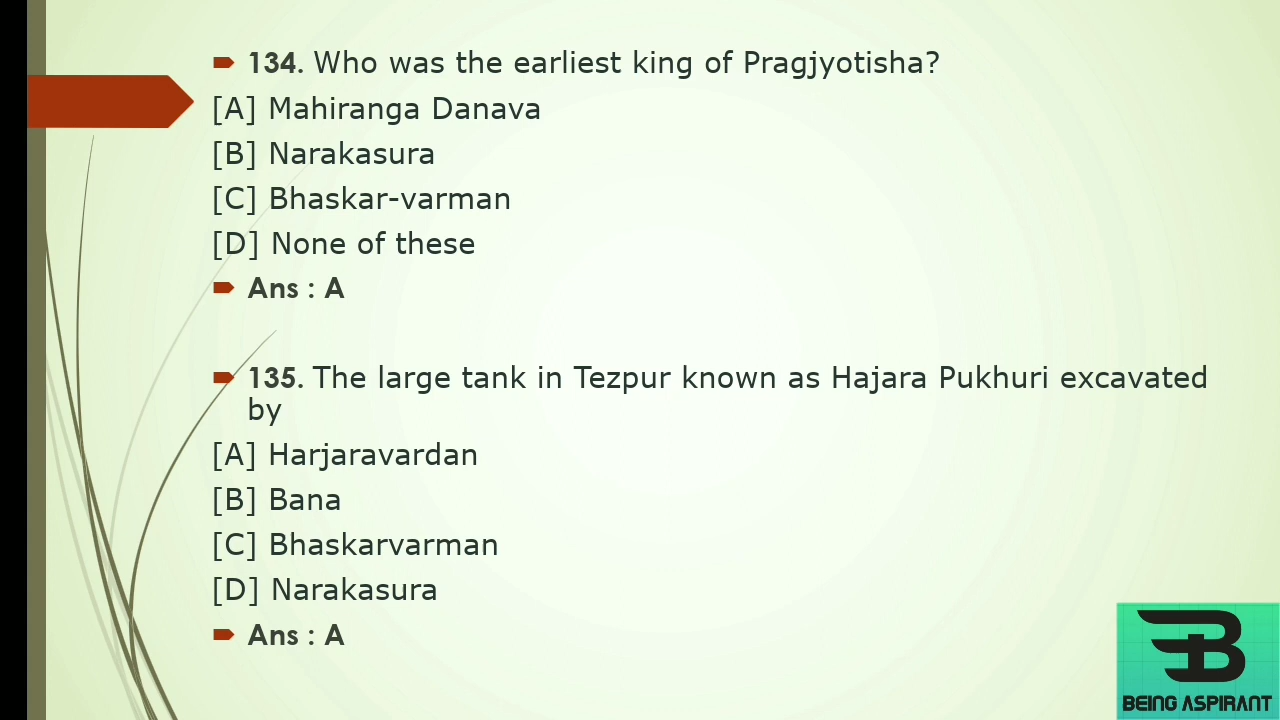 134. Who was the earliest king of Pragjyotisha?
[A] Mahiranga Danava
[B] Narakasura
[C] Bhaskar-varman
[D] None of these
Ans : A
135. The large tank in Tezpur known as Hajara Pukhuri excavated
by
[A] Harjaravardan
[B] Bana
[C] Bhaskarvarman
[D] Narakasura
Ans : A
BEING ASPIRANT